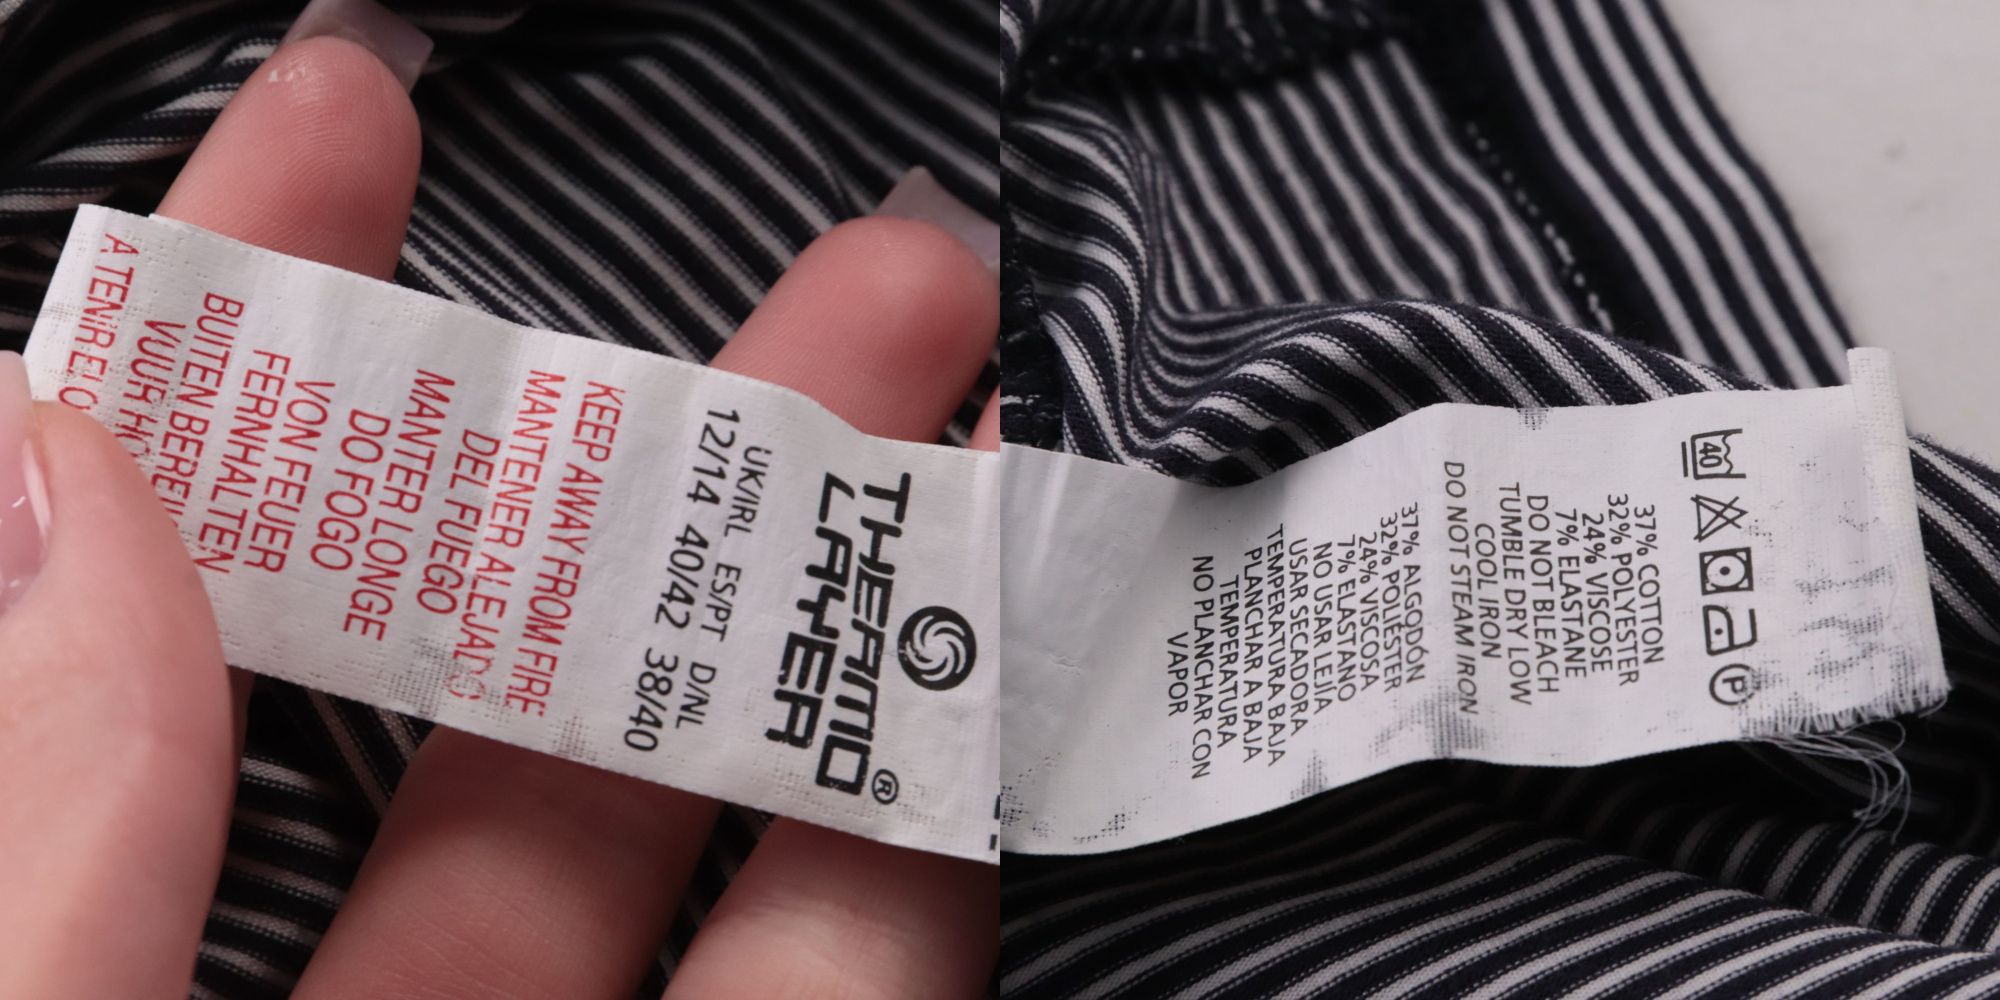 THERMO
LAYER®
UK/IRL ES/PT D/NL
12/14 40/42 38/40
KEEP AWAY FROM FIRE
MANTENER ALEJADO
DEL FUEGO
MANTER LONGE
DO FOGO
VON FEUER
FERNHALTEN
BUITEN
VUUR
A TENIR
40
P
37% COTTON
32% POLYESTER
24% VISCOSE
7% ELASTANE
DO NOT BLEACH
TUMBLE DRY LOW
COOL IRON
DO NOT STEAM IRON
37% ALGODÓN
32% POLIÉSTER
24% VISCOSA
7% ELASTANO
NO USAR LEJÍA
USAR SECADORA
TEMPERATURA BAJA
PLANCHAR A BAJA
TEMPERATURA
NO PLANCHAR CON
VAPOR